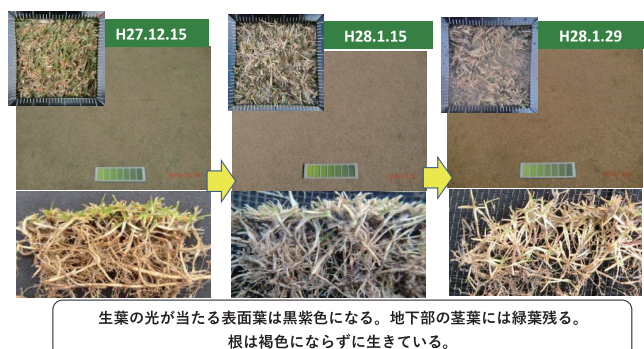 H27.12.15
H28.1.15
H28.1.29
生葉の光が当たる表面葉は黒紫色になる。地下部の茎葉には緑葉残る。
根は褐色にならずに生きている。